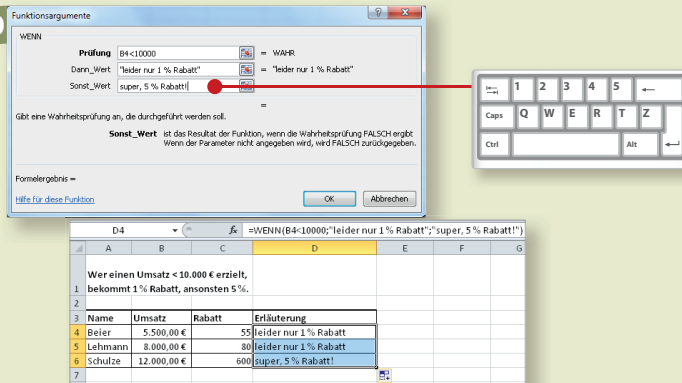 Funktionsargumente
WENN
Prüfung B4<10000 = WAHR
Dann_Wert "leider nur 1 % Rabatt" = "leider nur 1 % Rabatt"
Sonst_Wert super, 5 % Rabatt! =
=
Gibt eine Wahrheitsprüfung an, die durchgeführt werden soll.
Sonst_Wert ist das Resultat der Funktion, wenn die Wahrheitsprüfung FALSCH ergibt
Wenn der Parameter nicht angegeben wird, wird FALSCH zurückgegeben.
Formelergebnis =
Hilfe für diese Funktion OK Abbrechen
1 2 3 4 5
Caps Q W E R T Z
Ctrl Alt
D4 fx =WENN(B4<10000;"leider nur 1 % Rabatt";"super, 5 % Rabatt!")
A B C D E F G
Wer einen Umsatz < 10.000 € erzielt,
1 bekommt 1 % Rabatt, ansonsten 5 %.
2
3 Name Umsatz Rabatt Erläuterung
4 Beier 5.500,00 € 55 leider nur 1 % Rabatt
5 Lehmann 8.000,00 € 80 leider nur 1 % Rabatt
6 Schulze 12.000,00 € 600 super, 5 % Rabatt!
7